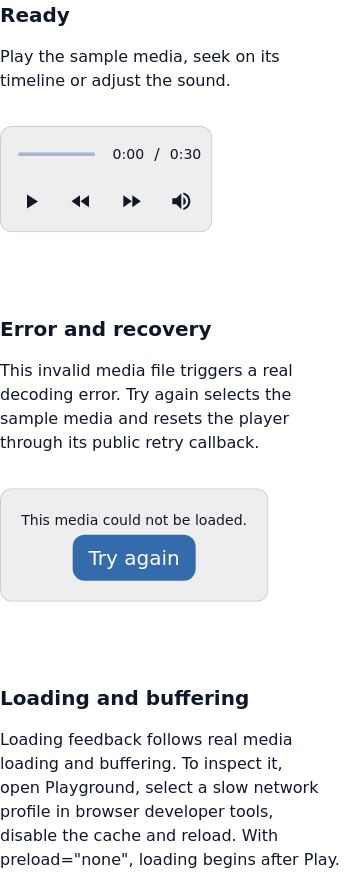 Ready
Play the sample media, seek on its
timeline or adjust the sound.
0:00 / 0:30
Error and recovery
This invalid media file triggers a real
decoding error. Try again selects the
sample media and resets the player
through its public retry callback.
This media could not be loaded.
Try again
Loading and buffering
Loading feedback follows real media
loading and buffering. To inspect it,
open Playground, select a slow network
profile in browser developer tools,
disable the cache and reload. With
preload="none", loading begins after Play.